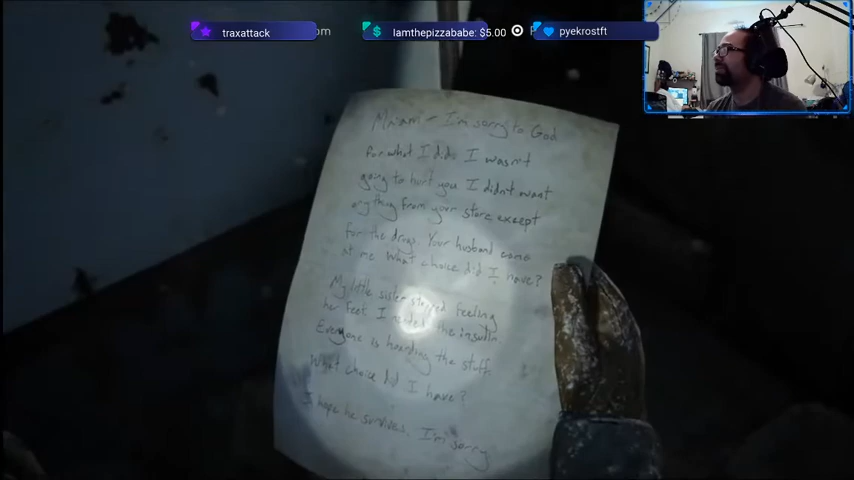 traxattack
om
Iamthepizzababe: $5.00
pyekrostft
Ma'am - I'm sorry to God
for what I did. I wasn't
going to hurt you I didn't want
anything from your store except
for the drugs. Your husband came
at me What choice did I have?
My little sister stopped feeling
her feet I needed the insulin
Everyone is hoarding the stuff.
What choice did I have?
I hope he survives. I'm sorry